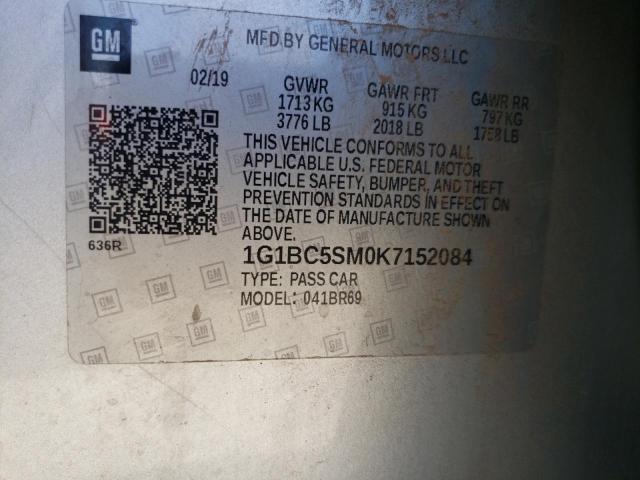 GM
MFD BY GENERAL MOTORS LLC
02/19
GVWR GAWR FRT GAWR RR
1713 KG 915 KG 797 KG
3776 LB 2018 LB 1758 LB
THIS VEHICLE CONFORMS TO ALL
APPLICABLE U.S. FEDERAL MOTOR
VEHICLE SAFETY, BUMPER, AND THEFT
PREVENTION STANDARDS IN EFFECT ON
THE DATE OF MANUFACTURE SHOWN
ABOVE.
636R
1G1BC5SM0K7152084
TYPE: PASS CAR
MODEL: 041BR69